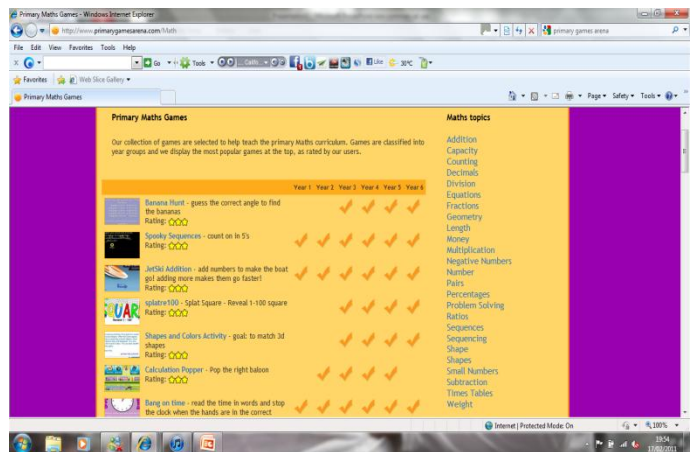 Primary Maths Games - Windows Internet Explorer
http://www.primarygamesarena.com/Math
primary games arena
File Edit View Favorites Tools Help
Go Tools Like 30°C
Favorites Web Slice Gallery
Primary Maths Games
Page Safety Tools
Primary Maths Games
Our collection of games are selected to help teach the primary Maths curriculum. Games are classified into
year groups and we display the most popular games at the top, as rated by our users.
Year 1 Year 2 Year 3 Year 4 Year 5 Year 6
Banana Hunt - guess the correct angle to find
the bananas
Rating:
Spooky Sequences - count on in 5's
Rating:
JetSki Addition - add numbers to make the boat
go! adding more makes them go faster!
Rating:
splatre100 - Splat Square - Reveal 1-100 square
Rating:
Shapes and Colors Activity - goal: to match 3d
shapes
Rating:
Calculation Popper - Pop the right baloon
Rating:
Bang on time - read the time in words and stop
the clock when the hands are in the correct
Maths topics
Addition
Capacity
Counting
Decimals
Division
Equations
Fractions
Geometry
Length
Money
Multiplication
Negative Numbers
Number
Pairs
Percentages
Problem Solving
Ratios
Sequences
Sequencing
Shape
Shapes
Small Numbers
Subtraction
Times Tables
Weight
Internet | Protected Mode: On
100%
19:54
17/02/2011